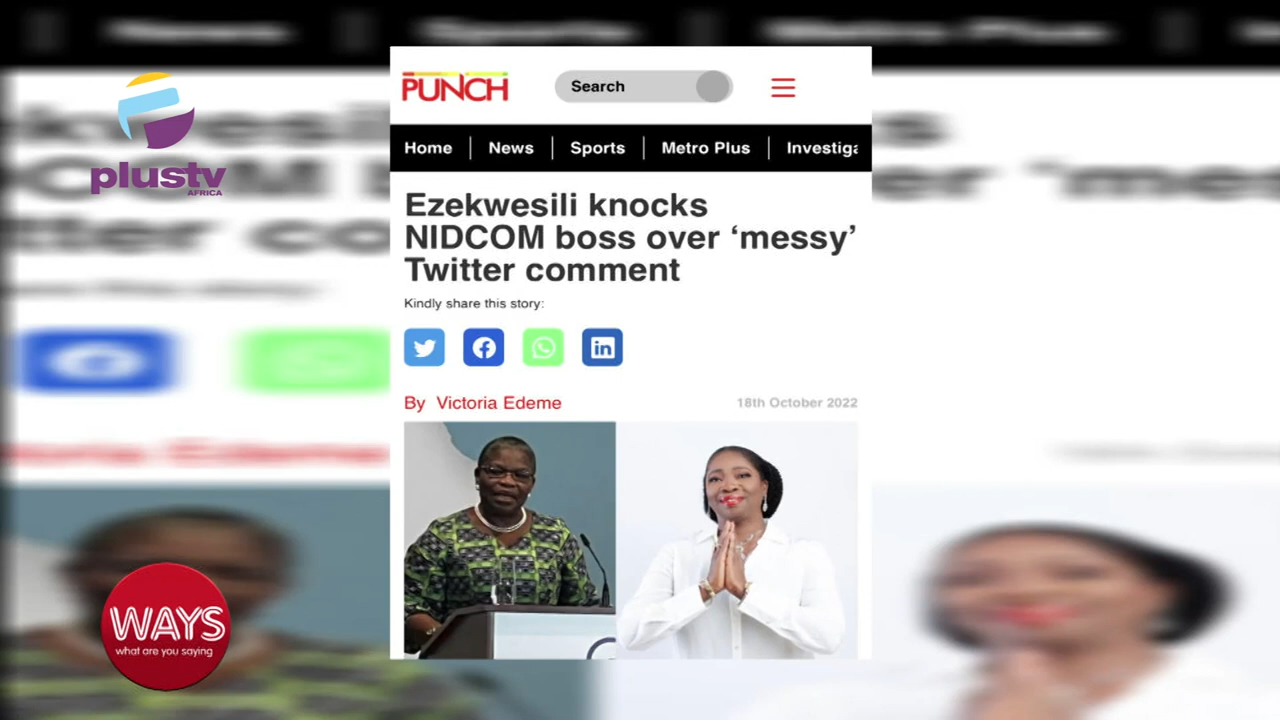 PUNCH
Search
Home News Sports Metro Plus Investiga
Ezekwesili knocks
NIDCOM boss over ‘messy’
Twitter comment
Kindly share this story:
By Victoria Edeme
18th October 2022
plustv
AFRICA
WAYS
what are you saying